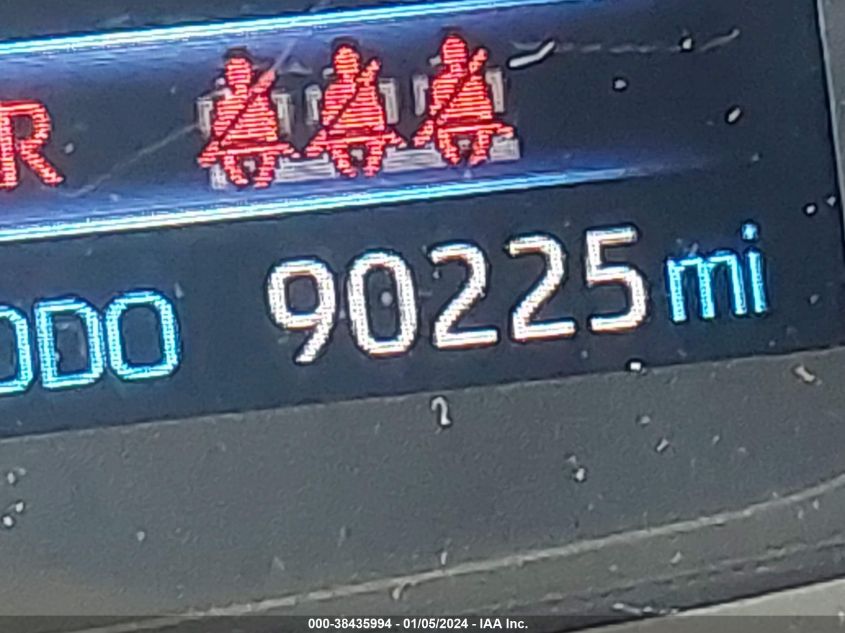 R
ODO 90225 mi
000-38435994 - 01/05/2024 - IAA Inc.